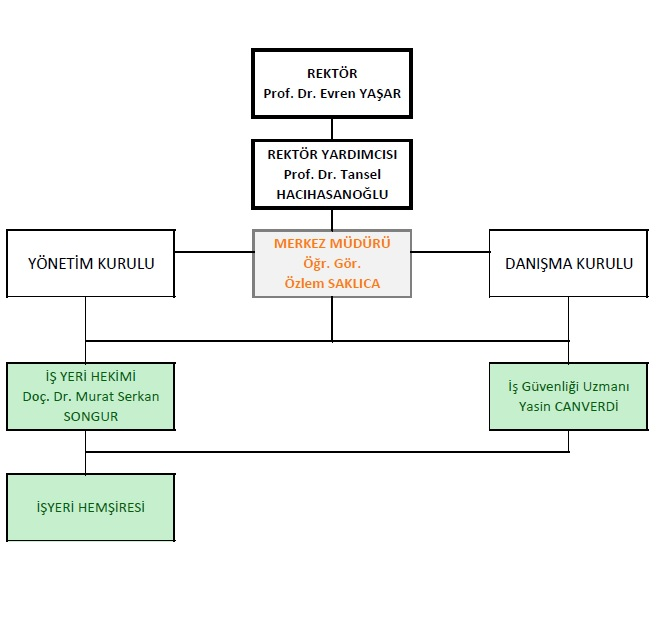 REKTÖR
Prof. Dr. Evren YAŞAR
REKTÖR YARDIMCISI
Prof. Dr. Tansel
HACIHASANOĞLU
YÖNETİM KURULU
MERKEZ MÜDÜRÜ
Öğr. Gör.
Özlem SAKLICA
DANIŞMA KURULU
İŞ YERİ HEKİMİ
Doç. Dr. Murat Serkan
SONGUR
İş Güvenliği Uzmanı
Yasin CANVERDİ
İŞYERİ HEMŞİRESİ